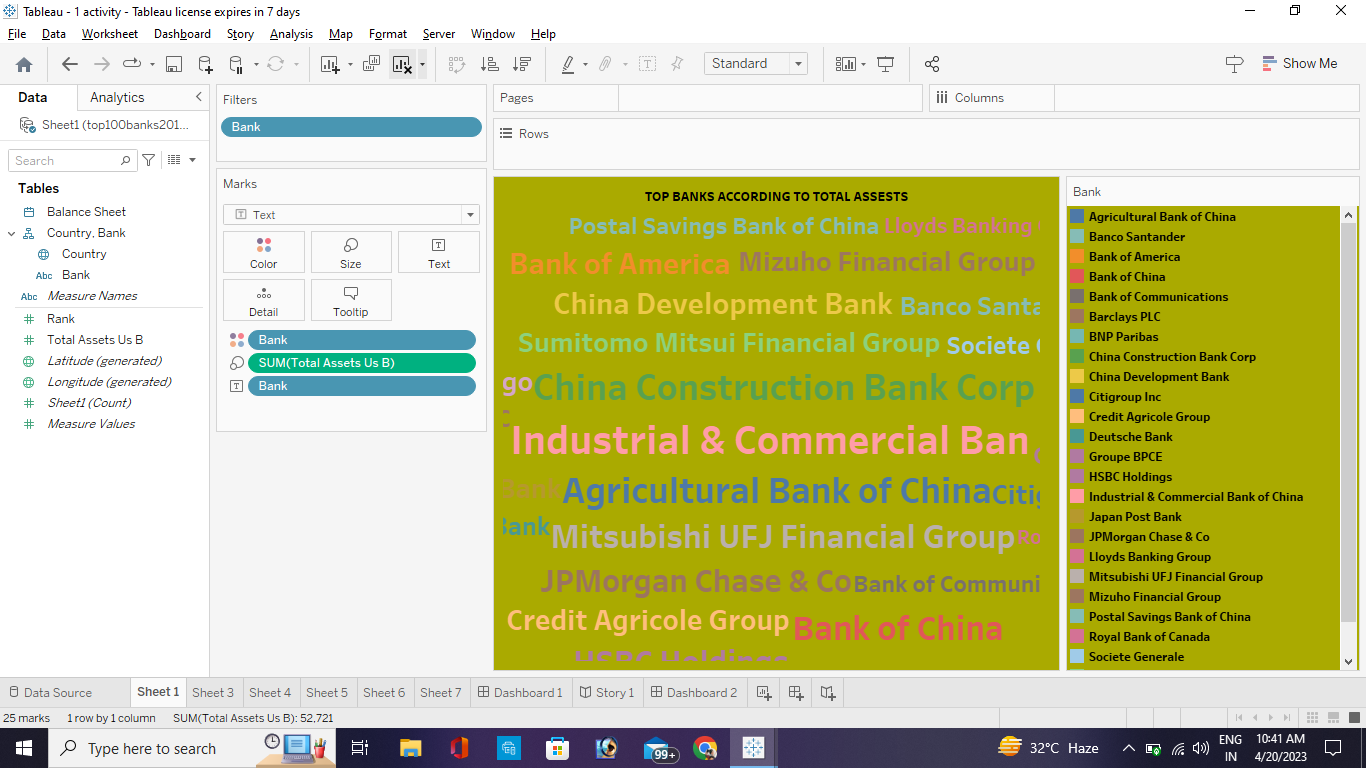 Tableau - 1 activity - Tableau license expires in 7 days
File Data Worksheet Dashboard Story Analysis Map Format Server Window Help
Standard
Show Me
Data Analytics
Sheet1 (top100banks201...
Search
Tables
Balance Sheet
Country, Bank
Country
Abc Bank
Abc Measure Names
Rank
Total Assets Us B
Latitude (generated)
Longitude (generated)
Sheet1 (Count)
Measure Values
Filters
Bank
Marks
Text
Color Size Text
Detail Tooltip
Bank
SUM(Total Assets Us B)
Bank
Pages
Columns
Rows
TOP BANKS ACCORDING TO TOTAL ASSESTS
Postal Savings Bank of China Lloyds Banking
Bank of America Mizuho Financial Group
China Development Bank Banco Santa
Sumitomo Mitsui Financial Group Societe
go China Construction Bank Corp
Industrial & Commercial Ban
Bank Agricultural Bank of China Citig
Bank Mitsubishi UFJ Financial Group Ro
JPMorgan Chase & Co Bank of Communi
Credit Agricole Group Bank of China
HSBC Holdings
Bank
Agricultural Bank of China
Banco Santander
Bank of America
Bank of China
Bank of Communications
Barclays PLC
BNP Paribas
China Construction Bank Corp
China Development Bank
Citigroup Inc
Credit Agricole Group
Deutsche Bank
Groupe BPCE
HSBC Holdings
Industrial & Commercial Bank of China
Japan Post Bank
JPMorgan Chase & Co
Lloyds Banking Group
Mitsubishi UFJ Financial Group
Mizuho Financial Group
Postal Savings Bank of China
Royal Bank of Canada
Societe Generale
Data Source Sheet 1 Sheet 3 Sheet 4 Sheet 5 Sheet 6 Sheet 7 Dashboard 1 Story 1 Dashboard 2
25 marks 1 row by 1 column SUM(Total Assets Us B): 52,721
Type here to search
99+
32°C Haze
ENG
IN
10:41 AM
4/20/2023